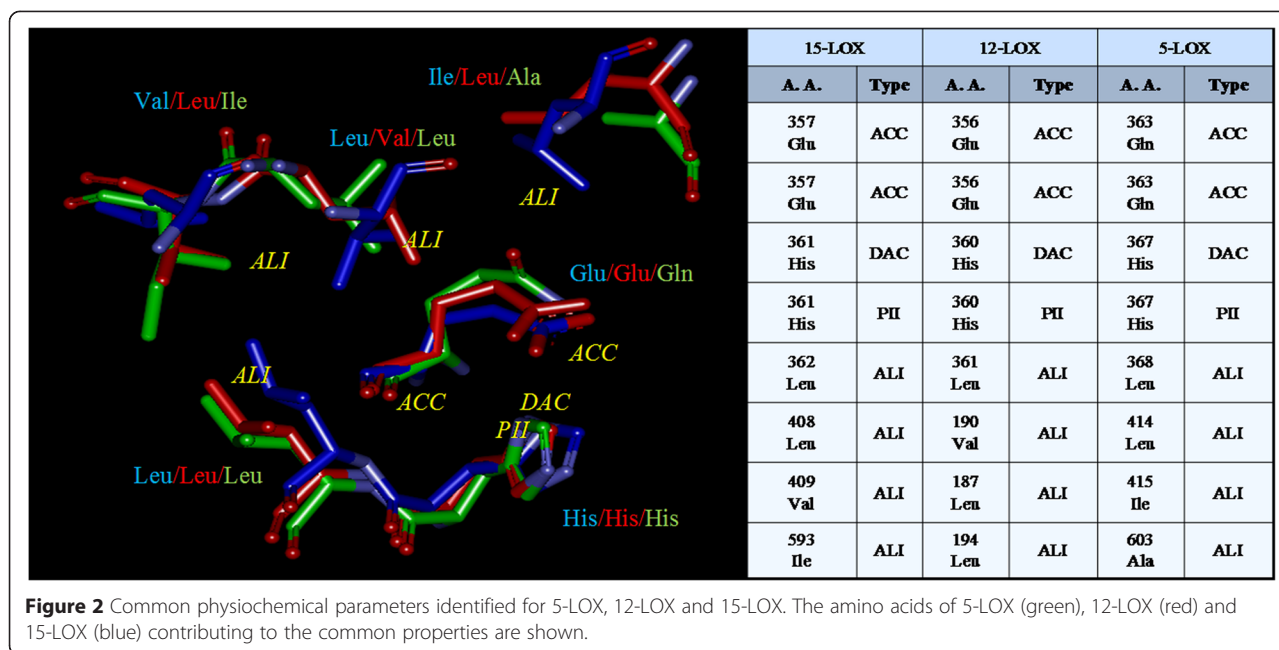 Val/Leu/Ile
Leu/Val/Leu
Ile/Leu/Ala
ALI
ALI
ALI
Glu/Glu/Gln
ACC
ACC
ALI
DAC
PII
Leu/Leu/Leu
His/His/His
15-LOX 12-LOX 5-LOX
A. A. Type A. A. Type A. A. Type
357 Glu ACC 356 Glu ACC 363 Gln ACC
357 Glu ACC 356 Glu ACC 363 Gln ACC
361 His DAC 360 His DAC 367 His DAC
361 His PII 360 His PII 367 His PII
362 Leu ALI 361 Leu ALI 368 Leu ALI
408 Leu ALI 190 Val ALI 414 Leu ALI
409 Val ALI 187 Leu ALI 415 Ile ALI
593 Ile ALI 194 Leu ALI 603 Ala ALI
Figure 2 Common physiochemical parameters identified for 5-LOX, 12-LOX and 15-LOX. The amino acids of 5-LOX (green), 12-LOX (red) and
15-LOX (blue) contributing to the common properties are shown.